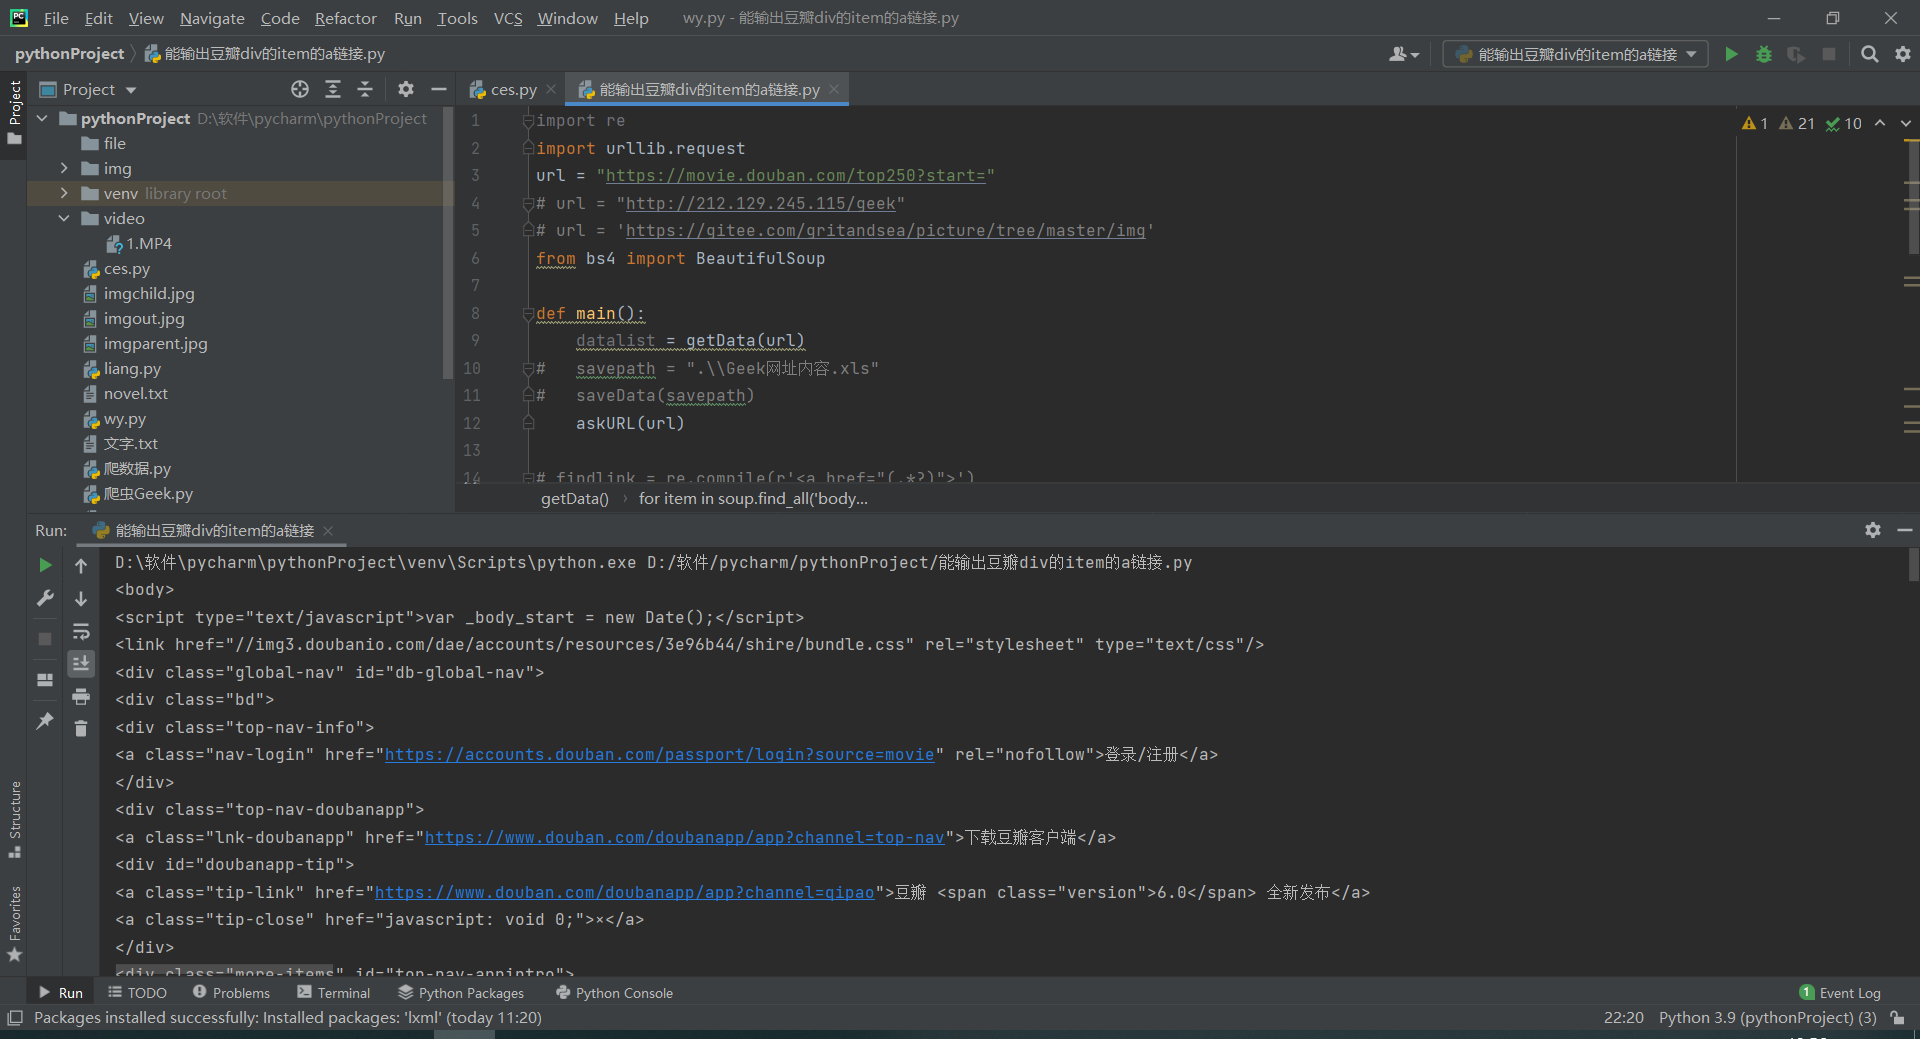 File Edit View Navigate Code Refactor Run Tools VCS Window Help wy.py - 能输出豆瓣div的item的a链接.py
pythonProject 能输出豆瓣div的item的a链接.py 能输出豆瓣div的item的a链接
Project
Project
ces.py 能输出豆瓣div的item的a链接.py
pythonProject D:\软件\pycharm\pythonProject
file
img
venv library root
video
1.MP4
ces.py
imgchild.jpg
imgout.jpg
imgparent.jpg
liang.py
novel.txt
wy.py
文字.txt
爬数据.py
爬虫Geek.py
1 21 10
1 import re
2 import urllib.request
3 url = "https://movie.douban.com/top250?start="
4 # url = "http://212.129.245.115/geek"
5 # url = 'https://gitee.com/gritandsea/picture/tree/master/img'
6 from bs4 import BeautifulSoup
7
8 def main():
9 datalist = getData(url)
10 # savepath = ".\\Geek网址内容.xls"
11 # saveData(savepath)
12 askURL(url)
13
14 # findlink = re.compile(r'<a href="(.*?)">')
getData() for item in soup.find_all('body...
Run: 能输出豆瓣div的item的a链接
D:\软件\pycharm\pythonProject\venv\Scripts\python.exe D:/软件/pycharm/pythonProject/能输出豆瓣div的item的a链接.py
<body>
<script type="text/javascript">var _body_start = new Date();</script>
<link href="//img3.doubanio.com/dae/accounts/resources/3e96b44/shire/bundle.css" rel="stylesheet" type="text/css"/>
<div class="global-nav" id="db-global-nav">
<div class="bd">
<div class="top-nav-info">
<a class="nav-login" href="https://accounts.douban.com/passport/login?source=movie" rel="nofollow">登录/注册</a>
</div>
<div class="top-nav-doubanapp">
<a class="lnk-doubanapp" href="https://www.douban.com/doubanapp/app?channel=top-nav">下载豆瓣客户端</a>
<div id="doubanapp-tip">
<a class="tip-link" href="https://www.douban.com/doubanapp/app?channel=qipao">豆瓣 <span class="version">6.0</span> 全新发布</a>
<a class="tip-close" href="javascript: void 0;">×</a>
</div>
<div class="more-items" id="top-nav-appintro">
Structure
Favorites
Run TODO Problems Terminal Python Packages Python Console 1 Event Log
Packages installed successfully: Installed packages: 'lxml' (today 11:20) 22:20 Python 3.9 (pythonProject) (3)